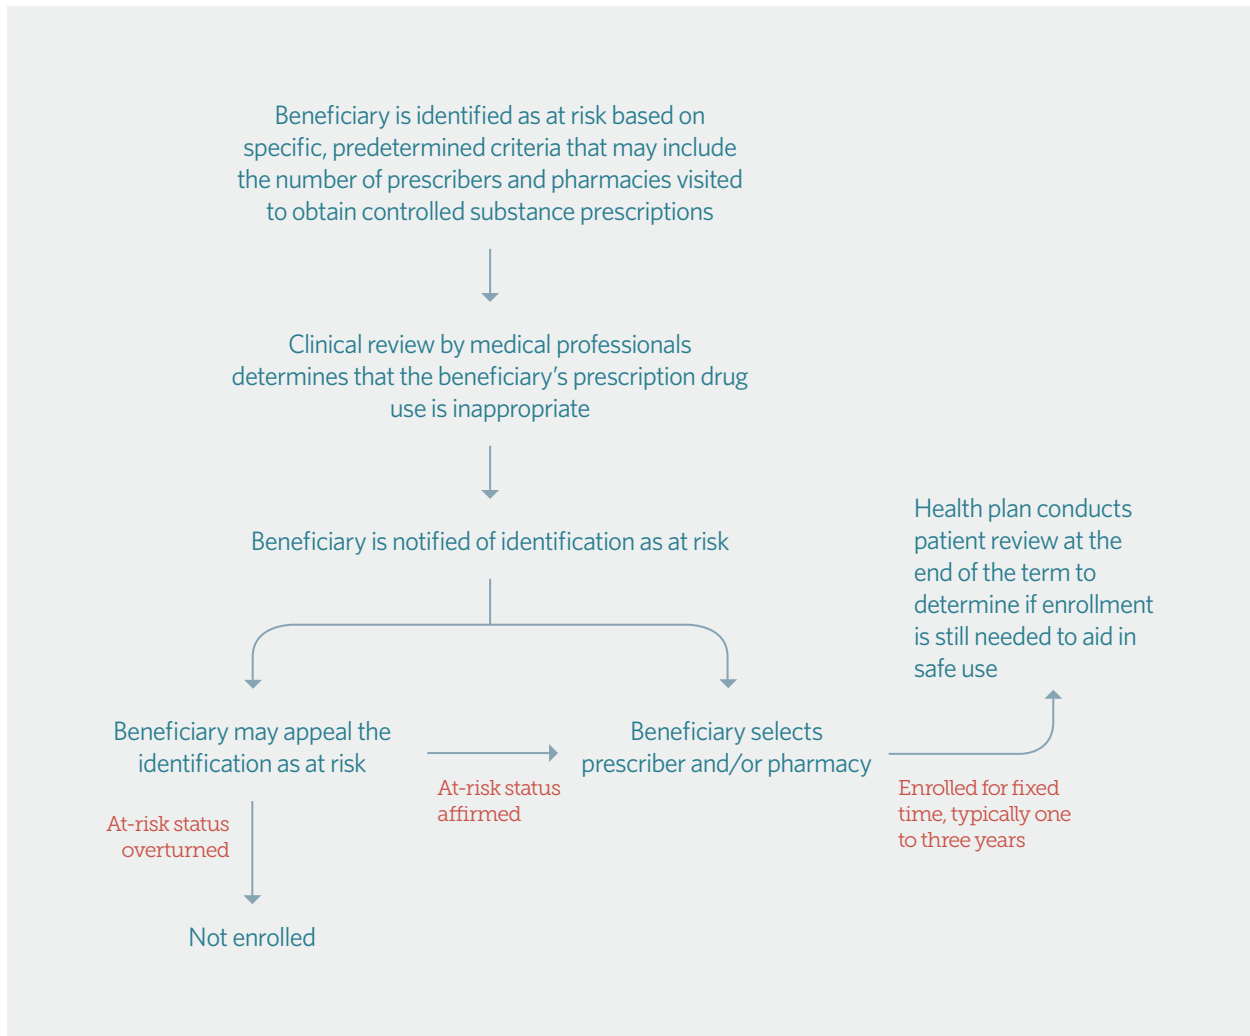 Beneficiary is identified as at risk based on
specific, predetermined criteria that may include
the number of prescribers and pharmacies visited
to obtain controlled substance prescriptions
Clinical review by medical professionals
determines that the beneficiary’s prescription drug
use is inappropriate
Beneficiary is notified of identification as at risk
Beneficiary may appeal the
identification as at risk
At-risk status
overturned
Not enrolled
At-risk status
affirmed
Beneficiary selects
prescriber and/or pharmacy
Enrolled for fixed
time, typically one
to three years
Health plan conducts
patient review at the
end of the term to
determine if enrollment
is still needed to aid in
safe use